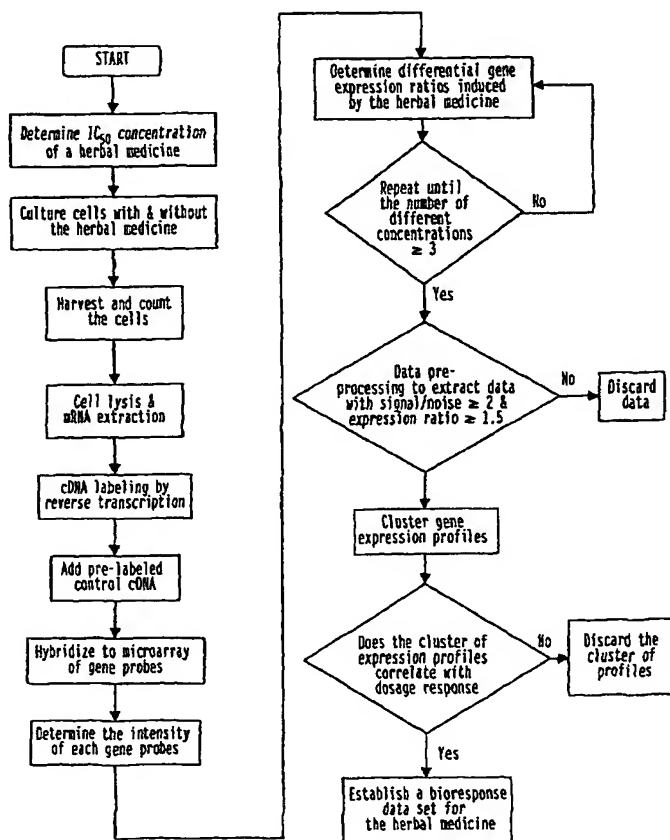 START
Determine IC50 concentration
of a herbal medicine
Culture cells with & without
the herbal medicine
Harvest and count
the cells
Cell lysis &
mRNA extraction
cDNA labeling by
reverse transcription
Add pre-labeled
control cDNA
Hybridize to microarray
of gene probes
Determine the intensity
of each gene probes
Determine differential gene
expression ratios induced
by the herbal medicine
Repeat until
the number of
different
concentrations
≥ 3
No
Yes
Data pre-
processing to extract data
with signal/noise ≥ 2 &
expression ratio
≥ 1.5
No
Discard
data
Cluster gene
expression profiles
Does the cluster of
expression profiles
correlate with
dosage response
No
Discard the
cluster of
profiles
Yes
Establish a bioresponse
data set for
the herbal medicine